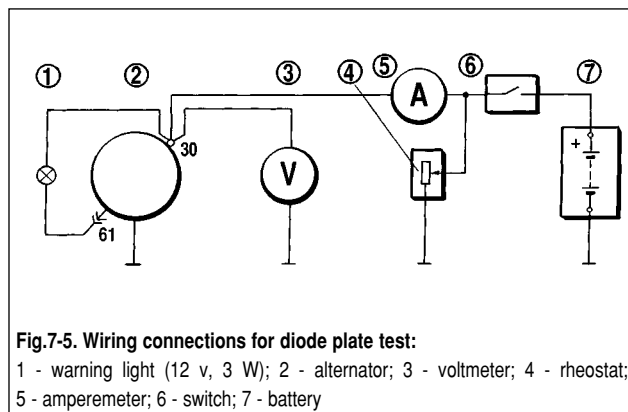 ① ② ③ ④ ⑤ ⑥ ⑦
A
30
V
+
61
Fig.7-5. Wiring connections for diode plate test:
1 - warning light (12 v, 3 W); 2 - alternator; 3 - voltmeter; 4 - rheostat;
5 - amperemeter; 6 - switch; 7 - battery